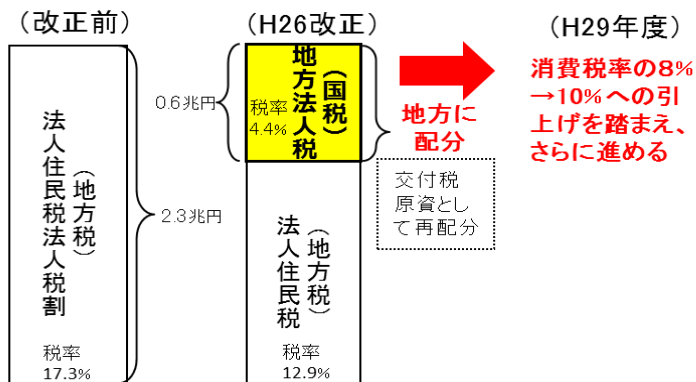 （改正前）
法人住民税法人税割
（地方税）
税率
17.3%
2.3兆円
（H26改正）
0.6兆円
地方法人税
（国税）
税率
4.4%
法人住民税
（地方税）
税率
12.9%
地方に
配分
交付税
原資とし
て再配分
（H29年度）
消費税率の8%
→10%への引
上げを踏まえ、
さらに進める